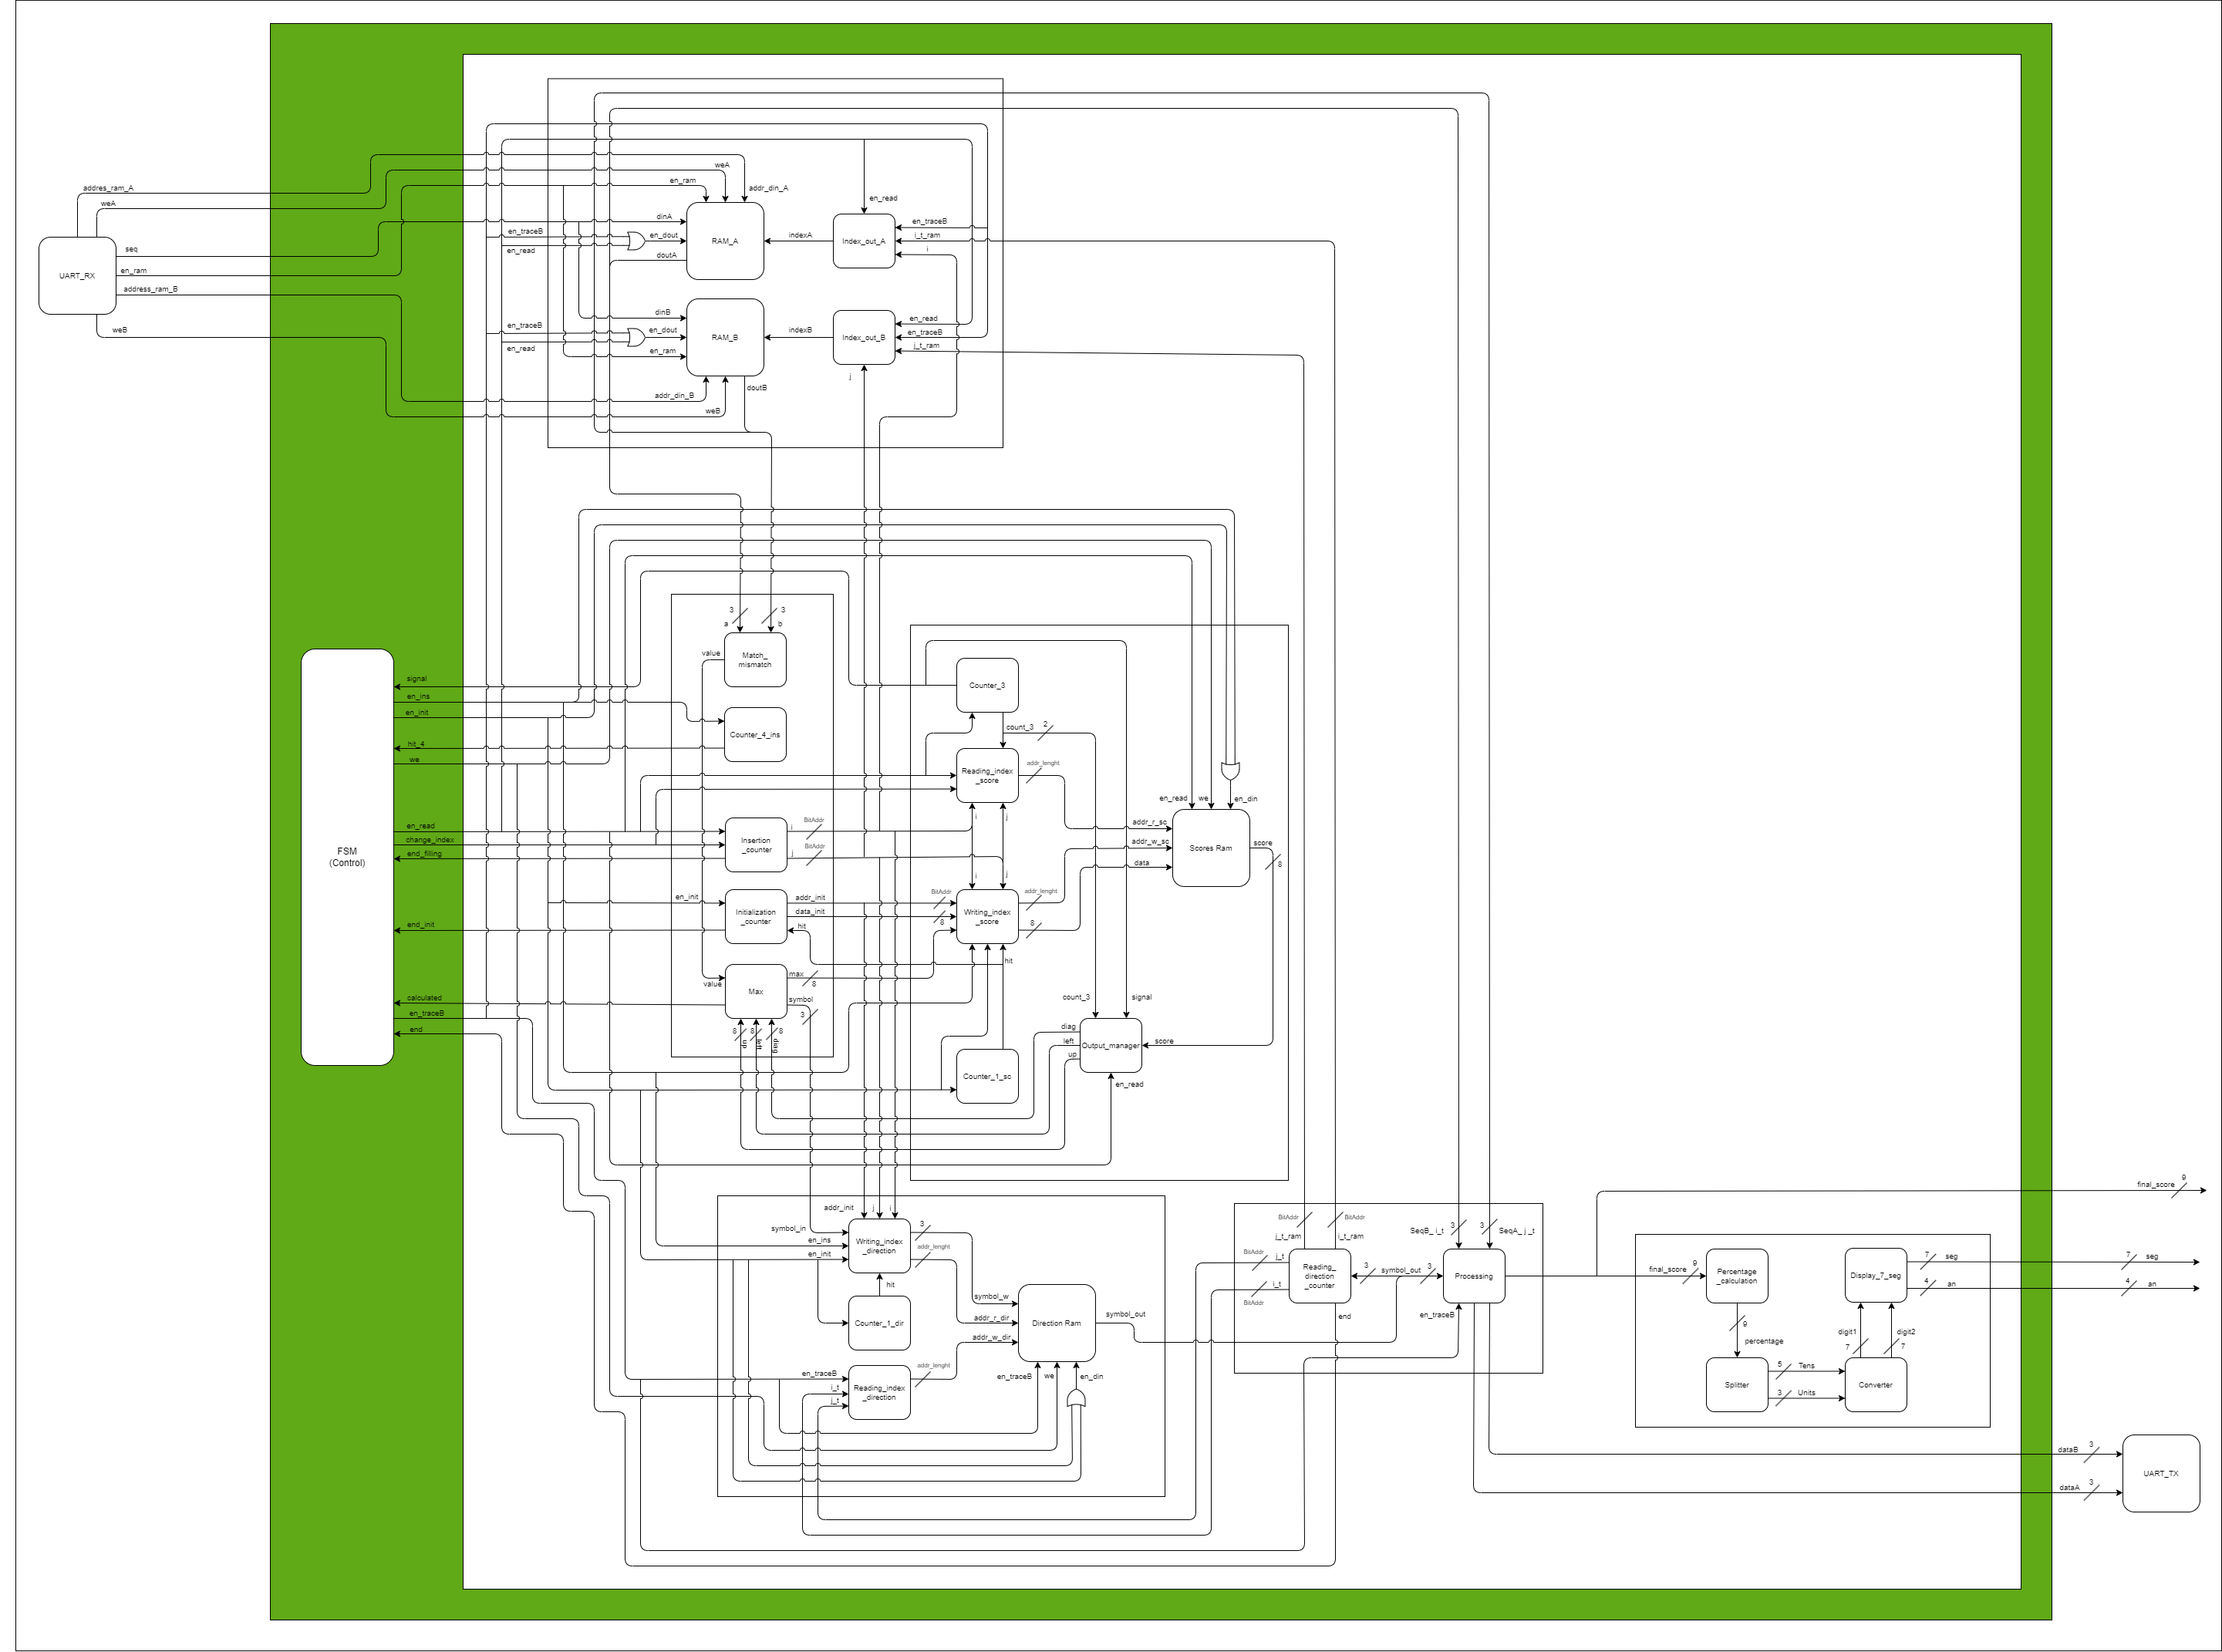 addres_ram_A
weA
UART_RX
seq
en_ram
address_ram_B
weB
weA
en_ram
addr_din_A
dinA
en_traceB
en_dout
en_read
doutA
RAM_A
indexA
Index_out_A
en_read
en_traceB
i_t_ram
i
dinB
en_traceB
en_dout
en_read
en_ram
RAM_B
indexB
Index_out_B
en_read
en_traceB
j_t_ram
j
addr_din_B
weB
doutB
FSM
(Control)
signal
en_ins
en_init
hit_4
we
en_read
change_index
end_filling
end_init
calculated
en_traceB
end
3
3
a
b
value
Match_
mismatch
Counter_4_ins
Insertion
_counter
i
BitAddr
j
BitAddr
en_init
Initialization
_counter
addr_init
data_init
hit
BitAddr
8
Max
value
max
8
symbol
3
8
8
8
up
left
diag
Counter_3
count_3
2
Reading_index
_score
addr_lenght
i
j
i
j
Writing_index
_score
addr_lenght
8
hit
Counter_1_sc
en_read
we
en_din
addr_r_sc
addr_w_sc
data
Scores Ram
score
8
count_3
signal
diag
left
up
Output_manager
score
en_read
addr_init
j
i
symbol_in
en_ins
en_init
Writing_index
_direction
3
addr_lenght
hit
Counter_1_dir
symbol_w
addr_r_dir
addr_w_dir
Direction Ram
symbol_out
en_traceB
i_t
j_t
Reading_index
_direction
addr_lenght
en_traceB
we
en_din
BitAddr
BitAddr
j_t_ram
i_t_ram
BitAddr
j_t
i_t
BitAddr
Reading_
direction
_counter
end
3
symbol_out
3
SeqB_ i_t
3
3
SeqA_ j_t
Processing
en_traceB
final_score
9
final_score
9
Percentage
_calculation
9
percentage
Splitter
5
Tens
3
Units
Converter
digit1
7
digit2
7
Display_7_seg
7
seg
4
an
7
seg
4
an
dataB
3
dataA
3
UART_TX